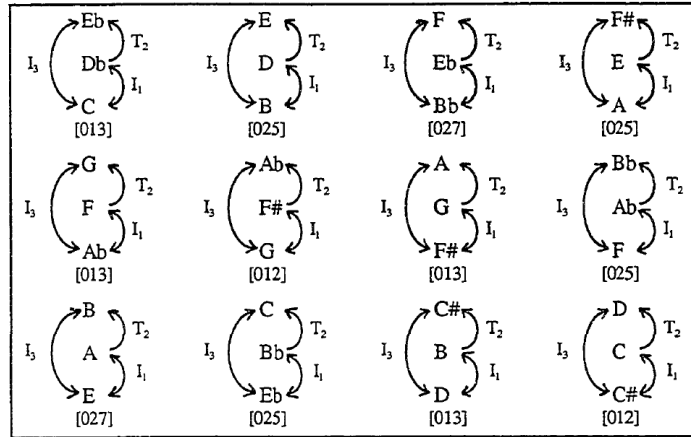 Eb E F F#
I₃ T₂ I₃ T₂ I₃ T₂ I₃ T₂
Db D Eb E
I₁ I₁ I₁ I₁
C B Bb A
[013] [025] [027] [025]
G Ab A Bb
I₃ T₂ I₃ T₂ I₃ T₂ I₃ T₂
F F# G Ab
I₁ I₁ I₁ I₁
Ab G F# F
[013] [012] [013] [025]
B C C# D
I₃ T₂ I₃ T₂ I₃ T₂ I₃ T₂
A Bb B C
I₁ I₁ I₁ I₁
E Eb D C#
[027] [025] [013] [012]